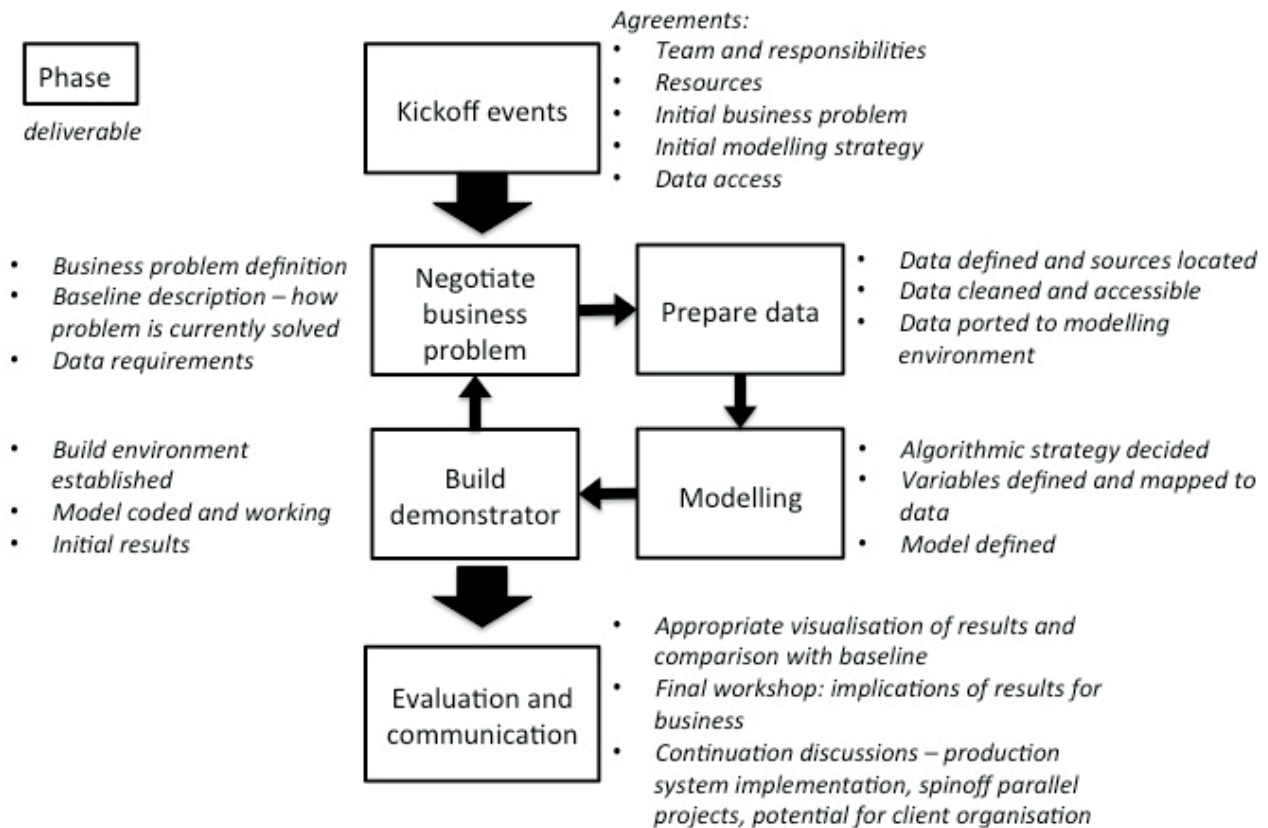 Agreements:
• Team and responsibilities
• Resources
• Initial business problem
• Initial modelling strategy
• Data access
Phase
deliverable
Kickoff events
• Business problem definition
• Baseline description – how
problem is currently solved
• Data requirements
Negotiate
business
problem
Prepare data
• Data defined and sources located
• Data cleaned and accessible
• Data ported to modelling
environment
• Build environment
established
• Model coded and working
• Initial results
Build
demonstrator
Modelling
• Algorithmic strategy decided
• Variables defined and mapped to
data
• Model defined
Evaluation and
communication
• Appropriate visualisation of results and
comparison with baseline
• Final workshop: implications of results for
business
• Continuation discussions – production
system implementation, spinoff parallel
projects, potential for client organisation